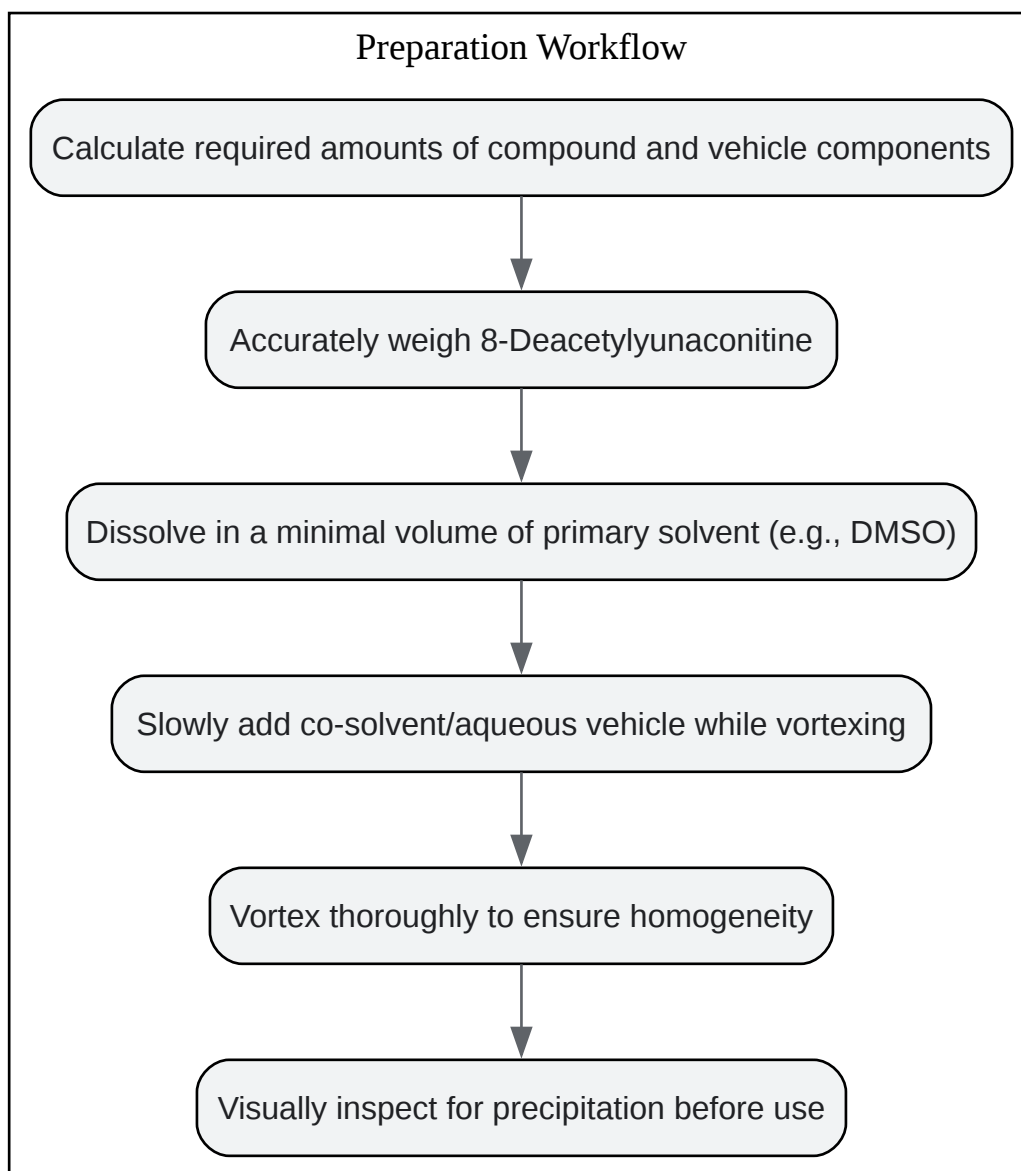 Preparation Workflow
Calculate required amounts of compound and vehicle components
Accurately weigh 8-Deacetylyunaconitine
Dissolve in a minimal volume of primary solvent (e.g., DMSO)
Slowly add co-solvent/aqueous vehicle while vortexing
Vortex thoroughly to ensure homogeneity
Visually inspect for precipitation before use